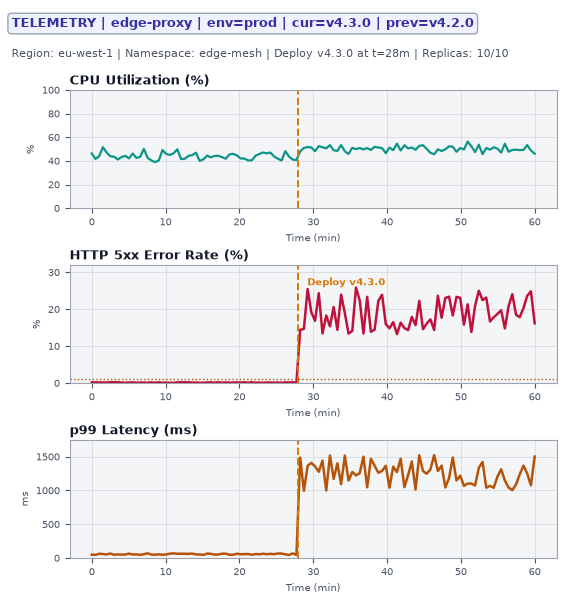 TELEMETRY | edge-proxy | env=prod | cur=v4.3.0 | prev=v4.2.0
Region: eu-west-1 | Namespace: edge-mesh | Deploy v4.3.0 at t=28m | Replicas: 10/10
CPU Utilization (%)
100
80
60
40
20
0
%
0 10 20 30 40 50 60
Time (min)
HTTP 5xx Error Rate (%)
Deploy v4.3.0
30
20
10
0
%
0 10 20 30 40 50 60
Time (min)
p99 Latency (ms)
1500
1000
500
0
ms
0 10 20 30 40 50 60
Time (min)